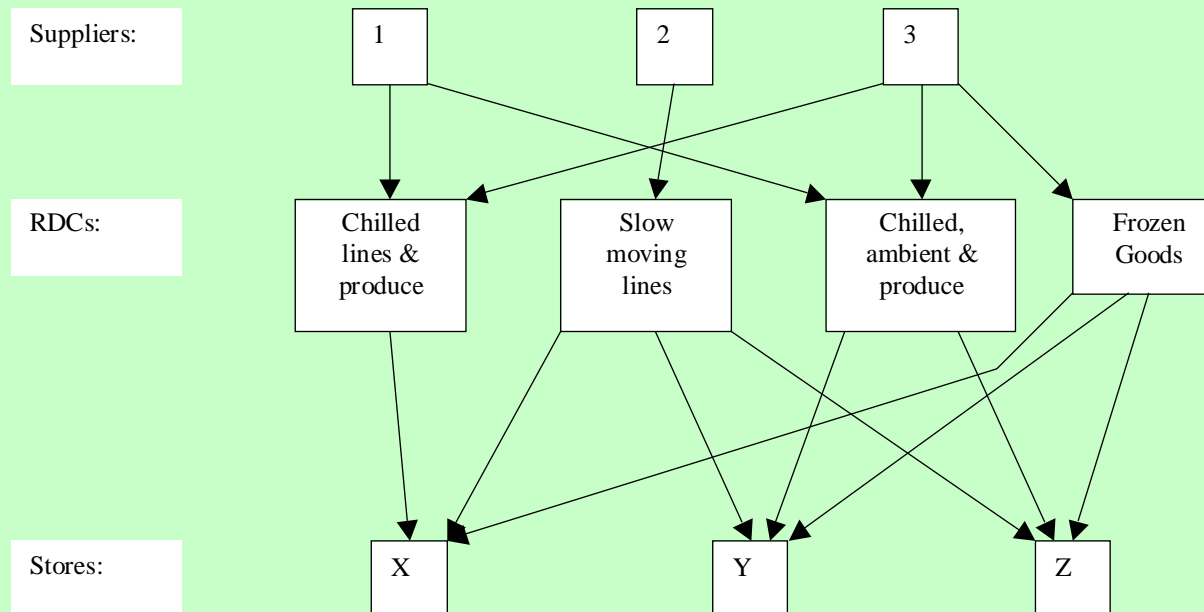 Suppliers:
1
2
3
RDCs:
Chilled
lines &
produce
Slow
moving
lines
Chilled,
ambient &
produce
Frozen
Goods
Stores:
X
Y
Z